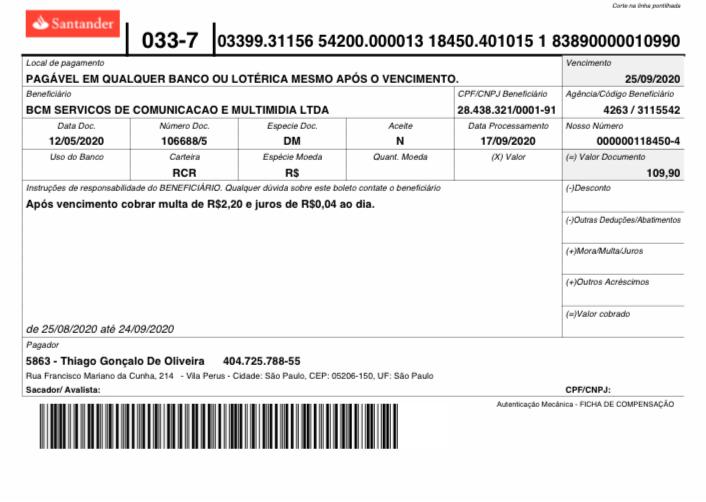 Corte na linha pontilhada
Santander
033-7
03399.31156 54200.000013 18450.401015 1 83890000010990
Local de pagamento
Vencimento
PAGÁVEL EM QUALQUER BANCO OU LOTÉRICA MESMO APÓS O VENCIMENTO.
25/09/2020
Beneficiário
CPF/CNPJ Beneficiário
Agência/Código Beneficiário
BCM SERVICOS DE COMUNICACAO E MULTIMIDIA LTDA
28.438.321/0001-91
4263 / 3115542
Data Doc.
Número Doc.
Especie Doc.
Aceite
Data Processamento
Nosso Número
12/05/2020
106688/5
DM
N
17/09/2020
000000118450-4
Uso do Banco
Carteira
Espécie Moeda
Quant. Moeda
(X) Valor
(=) Valor Documento
RCR
R$
109,90
Instruções de responsabilidade do BENEFICIÁRIO. Qualquer dúvida sobre este boleto contate o beneficiário
(-)Desconto
Após vencimento cobrar multa de R$2,20 e juros de R$0,04 ao dia.
(-)Outras Deduções/Abatimentos
(+)Mora/Multa/Juros
(+)Outros Acréscimos
(=)Valor cobrado
de 25/08/2020 até 24/09/2020
Pagador
5863 - Thiago Gonçalo De Oliveira 404.725.788-55
Rua Francisco Mariano da Cunha, 214 - Vila Perus - Cidade: São Paulo, CEP: 05206-150, UF: São Paulo
Sacador/ Avalista:
CPF/CNPJ:
Autenticação Mecânica - FICHA DE COMPENSAÇÃO